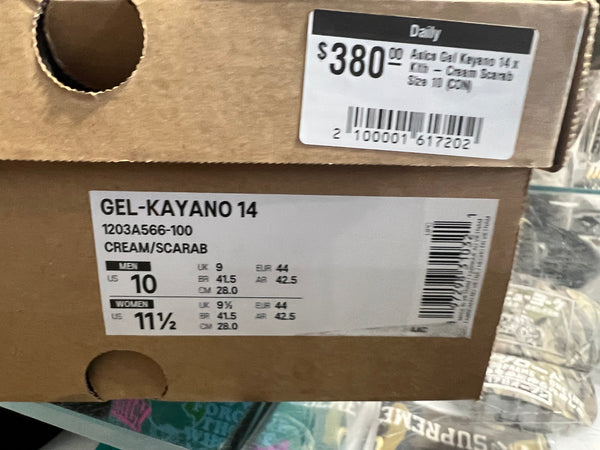 Daily
$380.00 Asics Gel Kayano 14 x
Kith – Cream Scarab
Size 10 (CON)
2 100001 617202
GEL-KAYANO 14
1203A566-100
CREAM/SCARAB
MEN UK 9 EUR 44
US 10 BR 41.5 AR 42.5
CM 28.0
WOMEN UK 9½ EUR 44
US 11½ BR 41.5 AR 42.5
CM 28.0
SUPREME